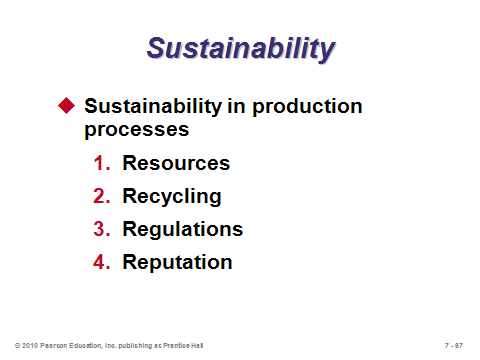 Sustainability
Sustainability in production
processes
1. Resources
2. Recycling
3. Regulations
4. Reputation
© 2010 Pearson Education, Inc. publishing as Prentice Hall
7 - 67